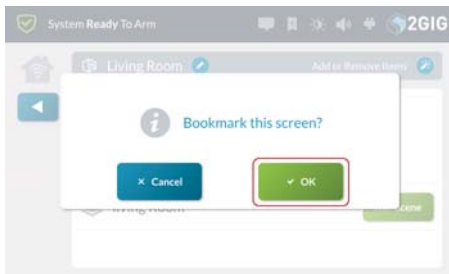 System Ready To Arm
2GIG
Living Room
Add or Remove Items
Bookmark this screen?
× Cancel
✓ OK
Living Room